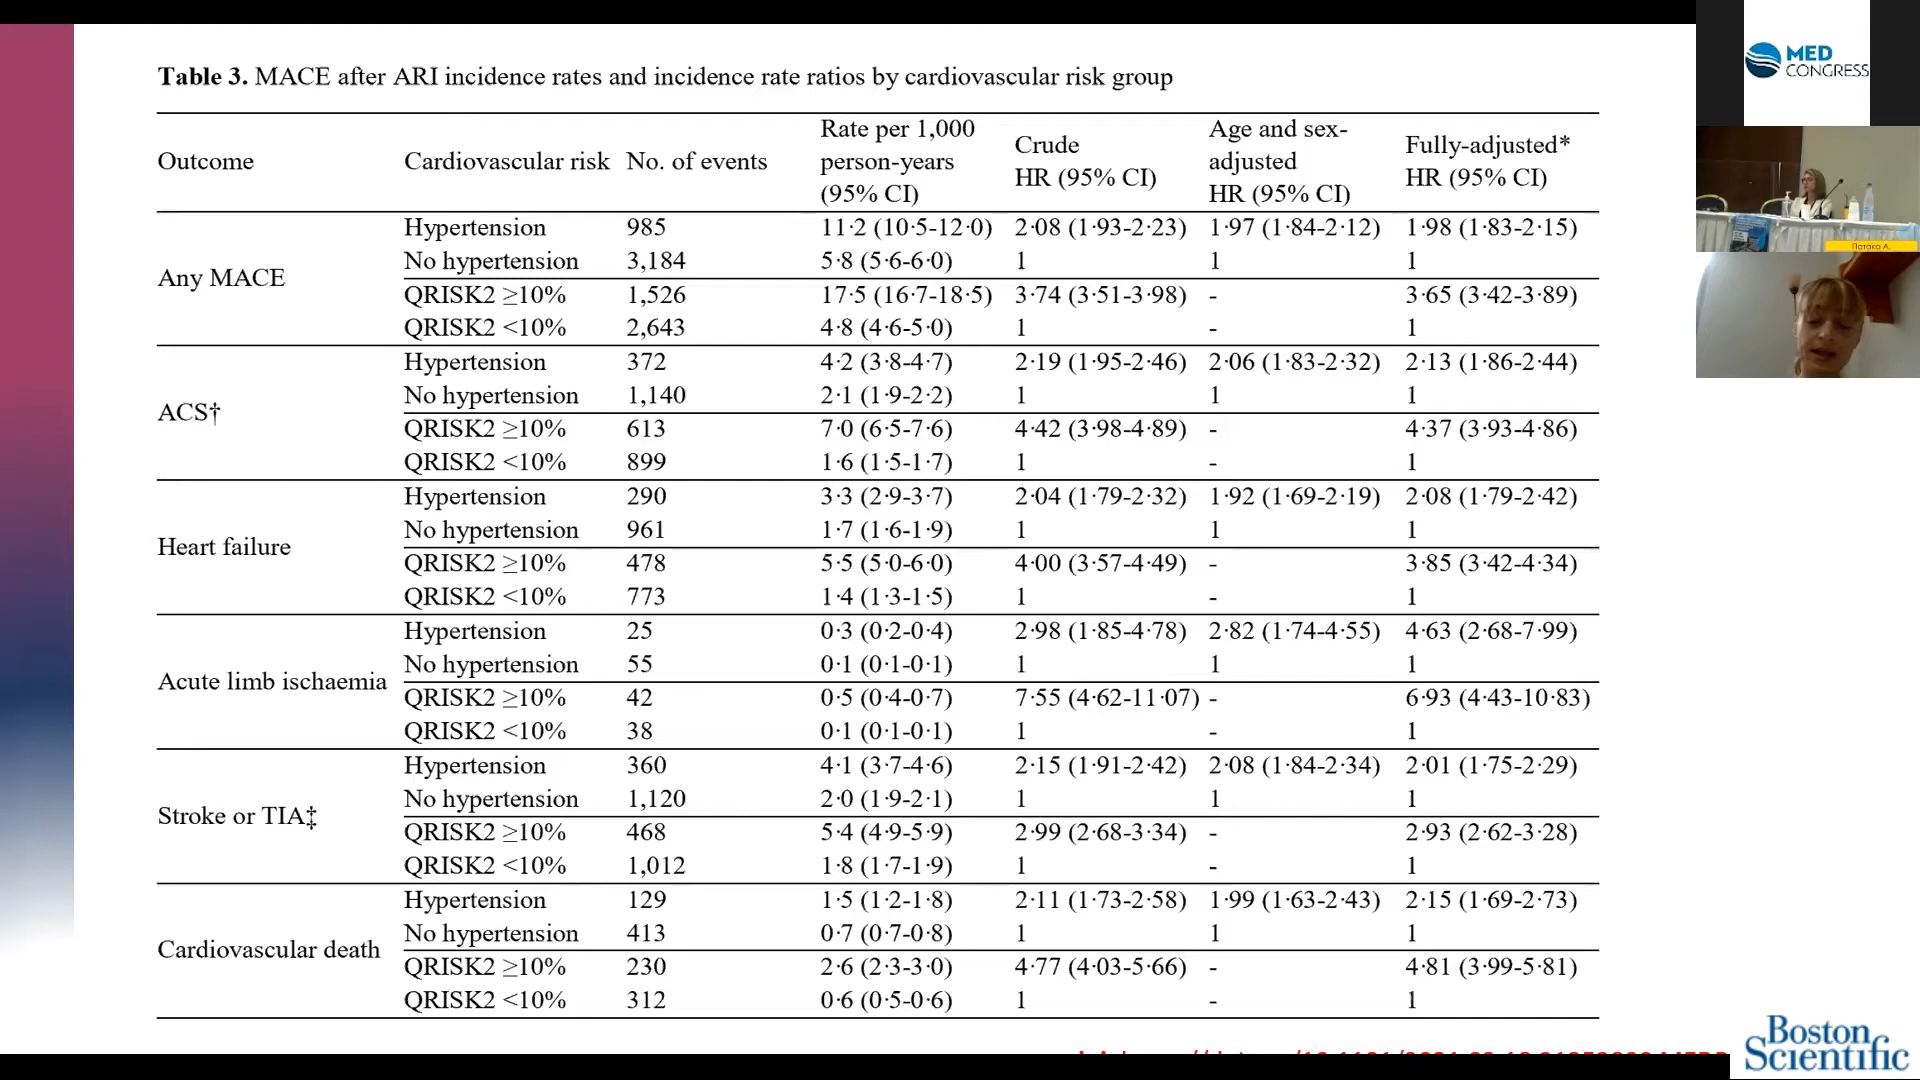 MED
CONGRESS
Table 3. MACE after ARI incidence rates and incidence rate ratios by cardiovascular risk group
Outcome Cardiovascular risk No. of events Rate per 1,000 person-years (95% CI) Crude HR (95% CI) Age and sex-adjusted HR (95% CI) Fully-adjusted* HR (95% CI)
Any MACE
Hypertension 985 11·2 (10·5-12·0) 2·08 (1·93-2·23) 1·97 (1·84-2·12) 1·98 (1·83-2·15)
No hypertension 3,184 5·8 (5·6-6·0) 1 1 1
QRISK2 ≥10% 1,526 17·5 (16·7-18·5) 3·74 (3·51-3·98) - 3·65 (3·42-3·89)
QRISK2 <10% 2,643 4·8 (4·6-5·0) 1 - 1
ACS†
Hypertension 372 4·2 (3·8-4·7) 2·19 (1·95-2·46) 2·06 (1·83-2·32) 2·13 (1·86-2·44)
No hypertension 1,140 2·1 (1·9-2·2) 1 1 1
QRISK2 ≥10% 613 7·0 (6·5-7·6) 4·42 (3·98-4·89) - 4·37 (3·93-4·86)
QRISK2 <10% 899 1·6 (1·5-1·7) 1 - 1
Heart failure
Hypertension 290 3·3 (2·9-3·7) 2·04 (1·79-2·32) 1·92 (1·69-2·19) 2·08 (1·79-2·42)
No hypertension 961 1·7 (1·6-1·9) 1 1 1
QRISK2 ≥10% 478 5·5 (5·0-6·0) 4·00 (3·57-4·49) - 3·85 (3·42-4·34)
QRISK2 <10% 773 1·4 (1·3-1·5) 1 - 1
Acute limb ischaemia
Hypertension 25 0·3 (0·2-0·4) 2·98 (1·85-4·78) 2·82 (1·74-4·55) 4·63 (2·68-7·99)
No hypertension 55 0·1 (0·1-0·1) 1 1 1
QRISK2 ≥10% 42 0·5 (0·4-0·7) 7·55 (4·62-11·07) - 6·93 (4·43-10·83)
QRISK2 <10% 38 0·1 (0·1-0·1) 1 - 1
Stroke or TIA‡
Hypertension 360 4·1 (3·7-4·6) 2·15 (1·91-2·42) 2·08 (1·84-2·34) 2·01 (1·75-2·29)
No hypertension 1,120 2·0 (1·9-2·1) 1 1 1
QRISK2 ≥10% 468 5·4 (4·9-5·9) 2·99 (2·68-3·34) - 2·93 (2·62-3·28)
QRISK2 <10% 1,012 1·8 (1·7-1·9) 1 - 1
Cardiovascular death
Hypertension 129 1·5 (1·2-1·8) 2·11 (1·73-2·58) 1·99 (1·63-2·43) 2·15 (1·69-2·73)
No hypertension 413 0·7 (0·7-0·8) 1 1 1
QRISK2 ≥10% 230 2·6 (2·3-3·0) 4·77 (4·03-5·66) - 4·81 (3·99-5·81)
QRISK2 <10% 312 0·6 (0·5-0·6) 1 - 1
Патака А.
Boston
Scientific